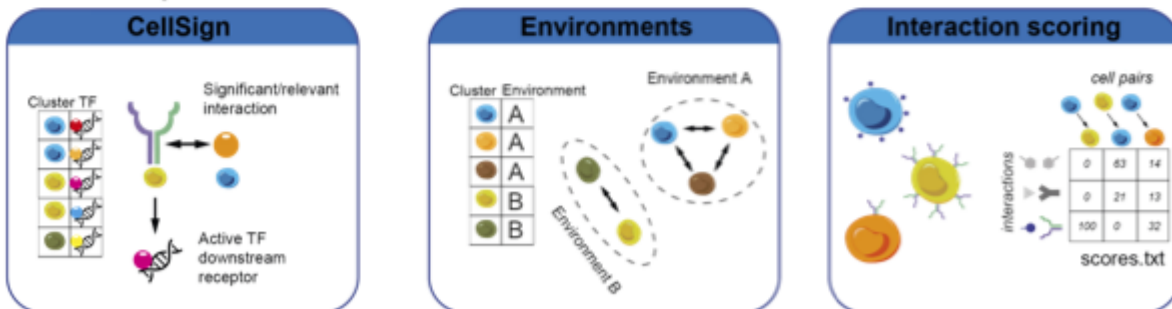 CellSign
Cluster TF
Significant/relevant
interaction
Active TF
downstream
receptor
Environments
Cluster Environment
A
A
A
B
B
Environment A
Environment B
Interaction scoring
cell pairs
interactions
0 63 14
0 21 13
100 0 32
scores.txt